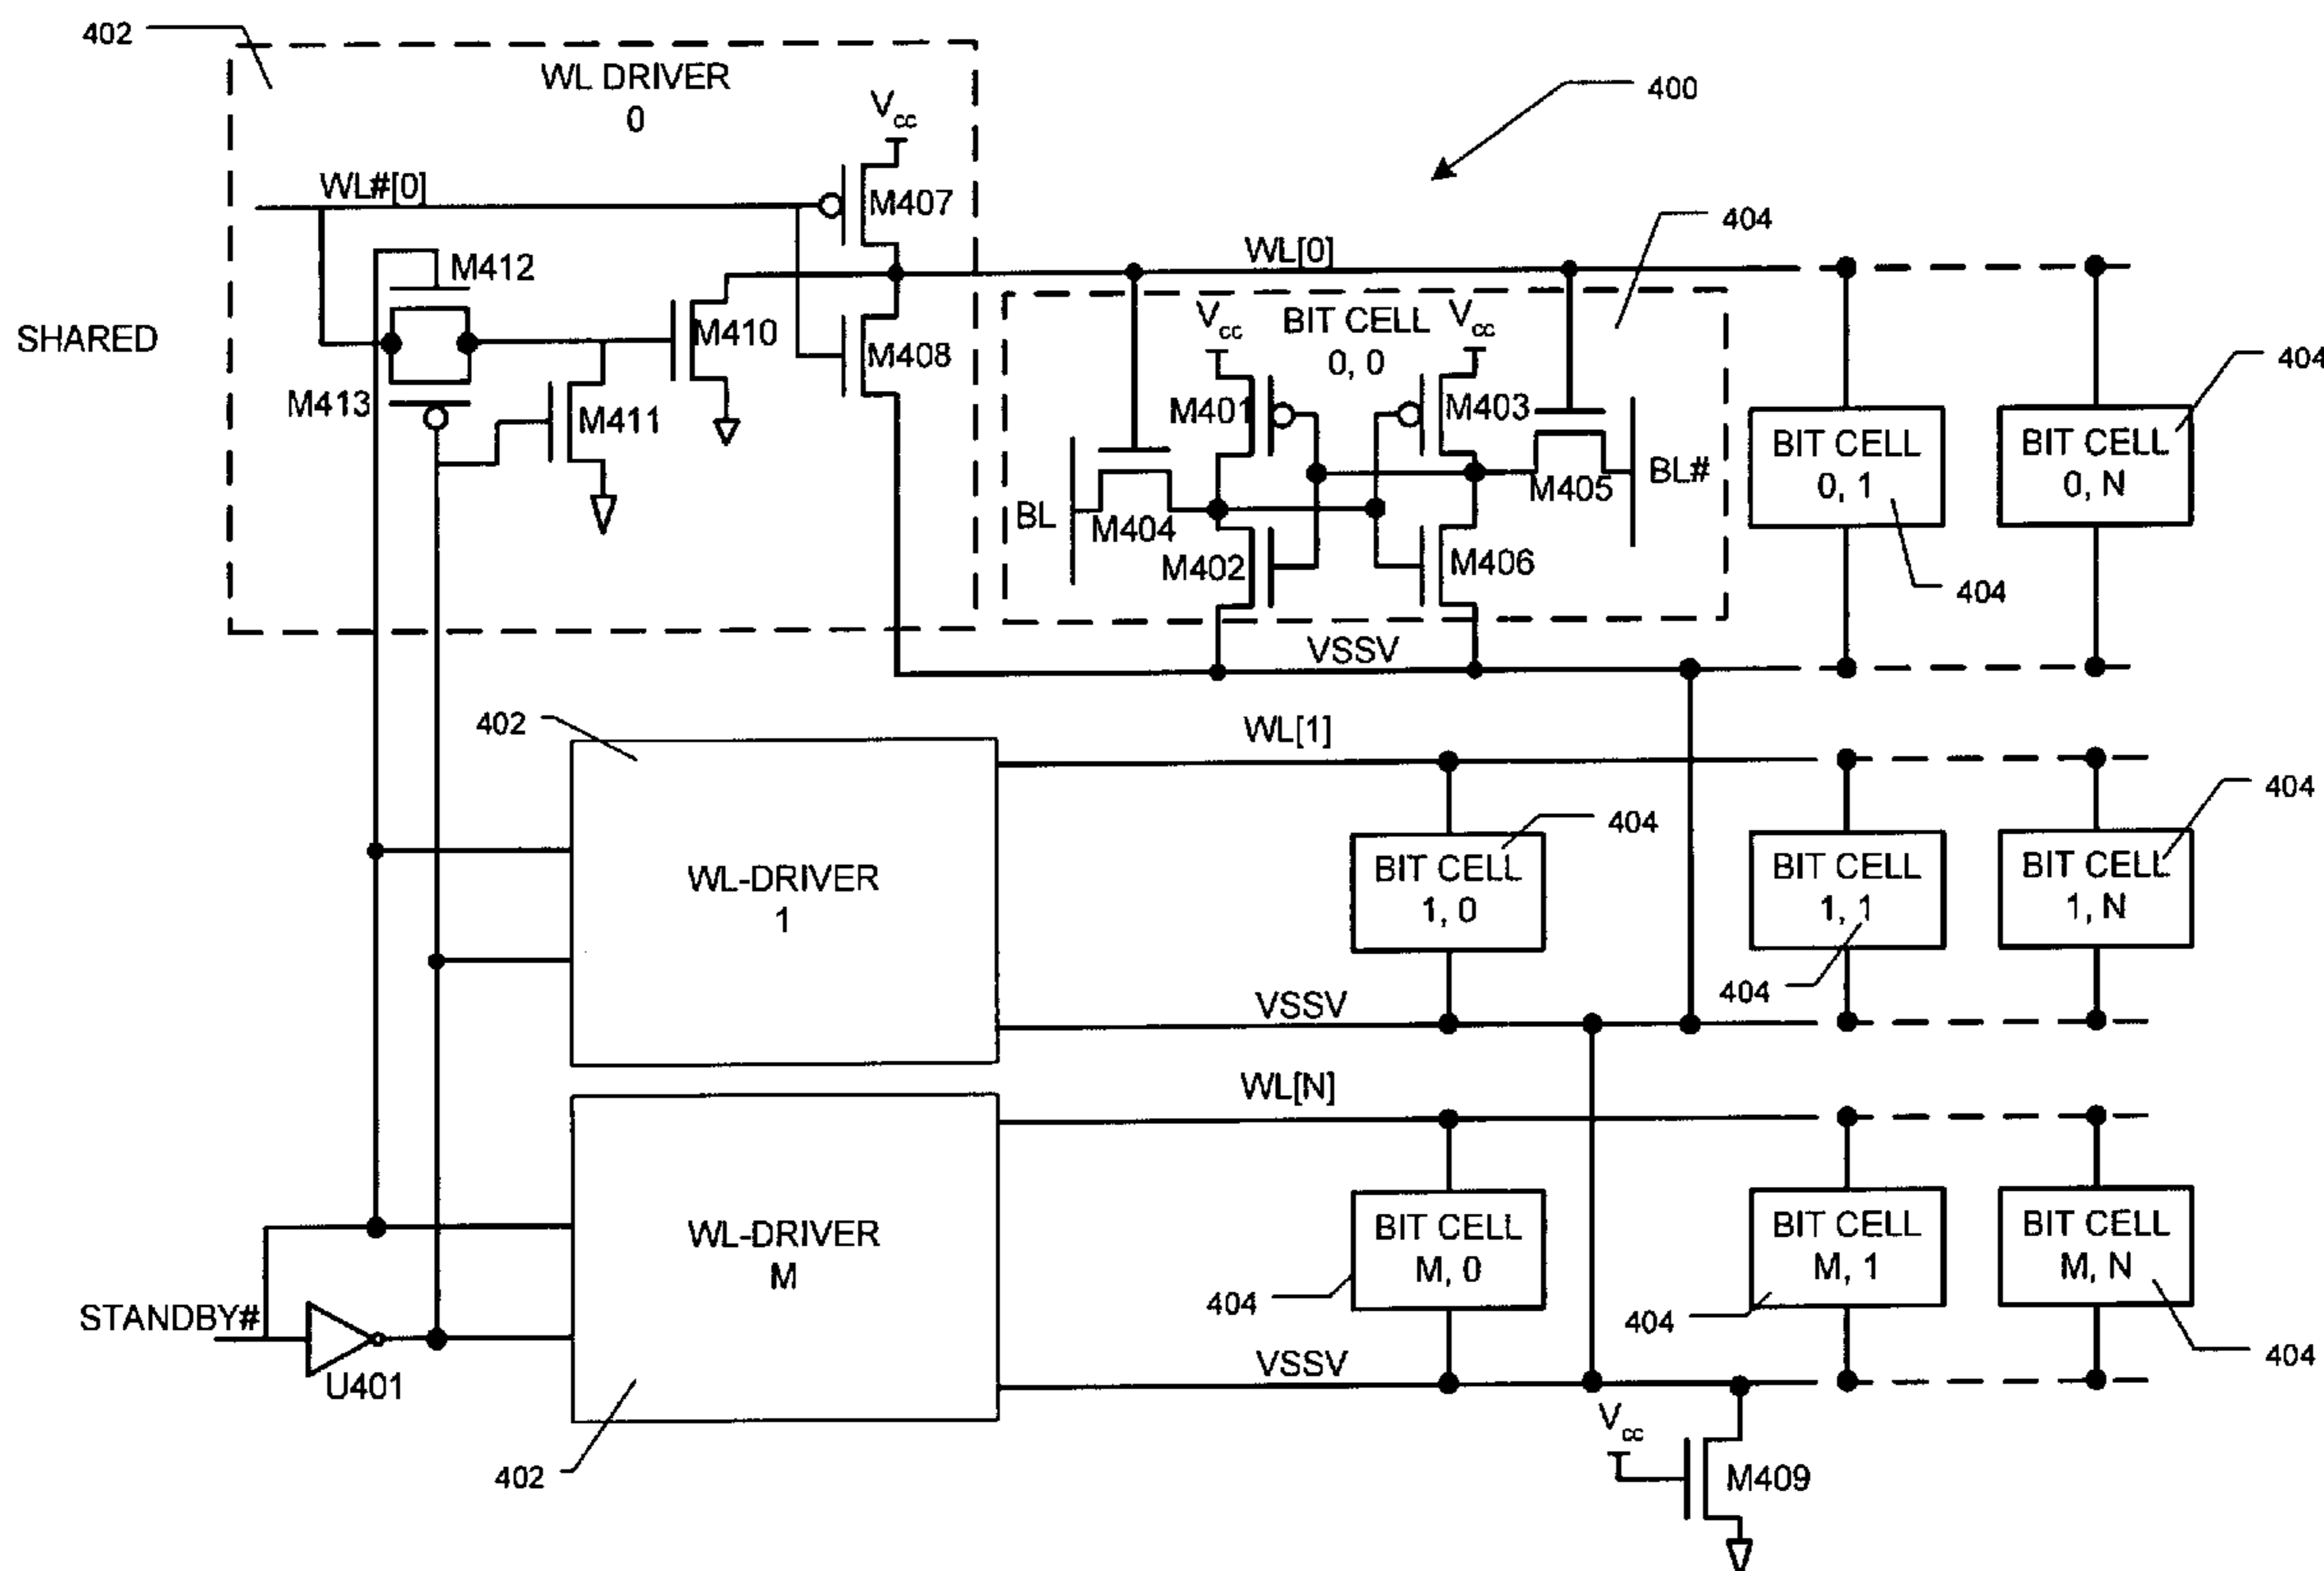 402
WL DRIVER
0
V_cc
400
WL#[0]
M407
404
WL[0]
M412
SHARED
M410
M408
V_cc
BIT CELL
0, 0
V_cc
404
M413
M411
M401
M403
BIT CELL
0, 1
BIT CELL
0, N
BL
M404
M405
BL#
M402
M406
404
VSSV
402
WL[1]
404
404
WL-DRIVER
1
BIT CELL
1, 0
BIT CELL
1, 1
BIT CELL
1, N
404
VSSV
WL[N]
WL-DRIVER
M
BIT CELL
M, 0
BIT CELL
M, 1
BIT CELL
M, N
STANDBY#
404
404
404
U401
VSSV
402
V_cc
M409